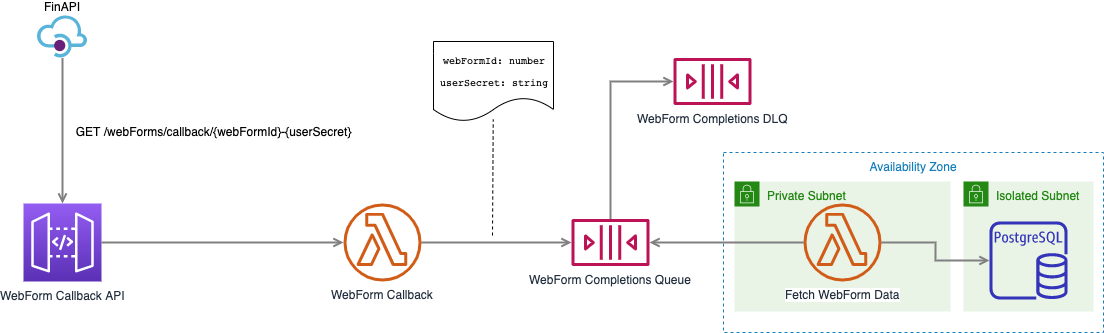 FinAPI
webFormId: number
userSecret: string
WebForm Completions DLQ
GET /webForms/callback/{webFormId}-{userSecret}
Availability Zone
Private Subnet
Isolated Subnet
PostgreSQL
WebForm Callback API
WebForm Callback
WebForm Completions Queue
Fetch WebForm Data